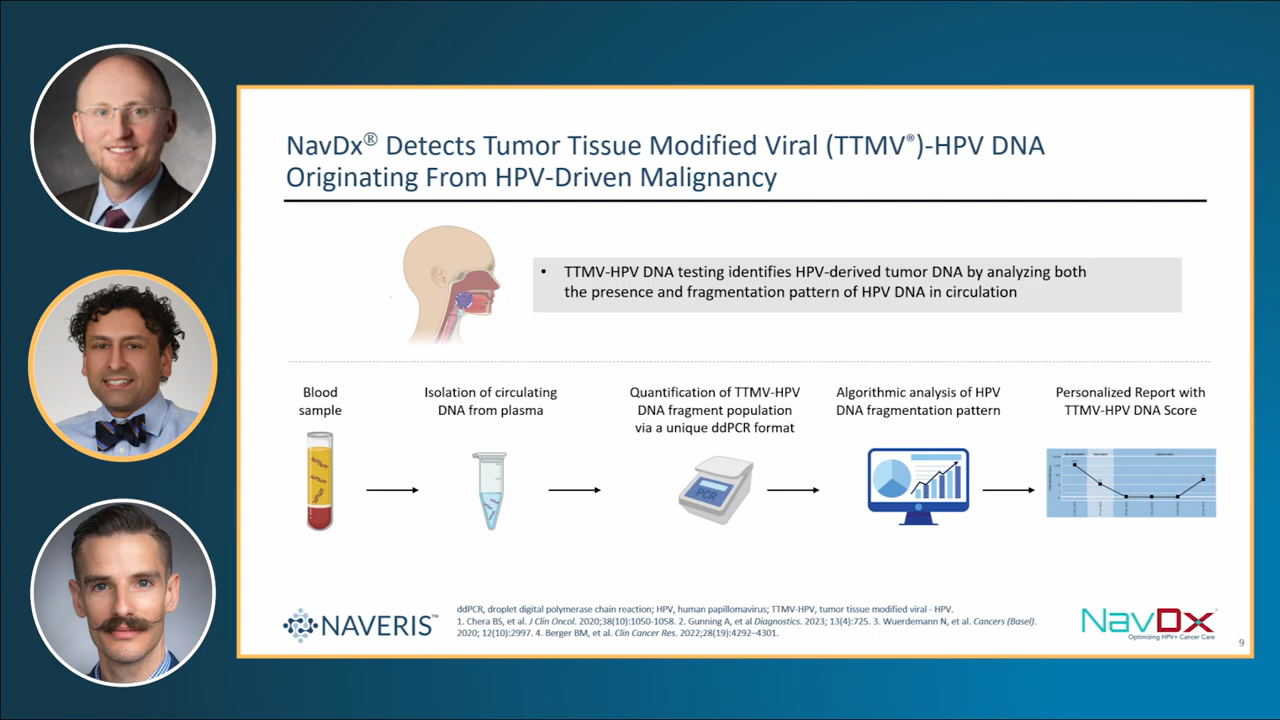 NavDx® Detects Tumor Tissue Modified Viral (TTMV®)-HPV DNA
Originating From HPV-Driven Malignancy
• TTMV-HPV DNA testing identifies HPV-derived tumor DNA by analyzing both
the presence and fragmentation pattern of HPV DNA in circulation
Blood
sample
Isolation of circulating
DNA from plasma
Quantification of TTMV-HPV
DNA fragment population
via a unique ddPCR format
Algorithmic analysis of HPV
DNA fragmentation pattern
Personalized Report with
TTMV-HPV DNA Score
PCR
NAVERIS™
ddPCR, droplet digital polymerase chain reaction; HPV, human papillomavirus; TTMV-HPV, tumor tissue modified viral - HPV.
1. Chera BS, et al. J Clin Oncol. 2020;38(10):1050-1058. 2. Gunning A, et al Diagnostics. 2023; 13(4):725. 3. Wuerdemann N, et al. Cancers (Basel).
2020; 12(10):2997. 4. Berger BM, et al. Clin Cancer Res. 2022;28(19):4292–4301.
NavDx®
Optimizing HPV+ Cancer Care
9